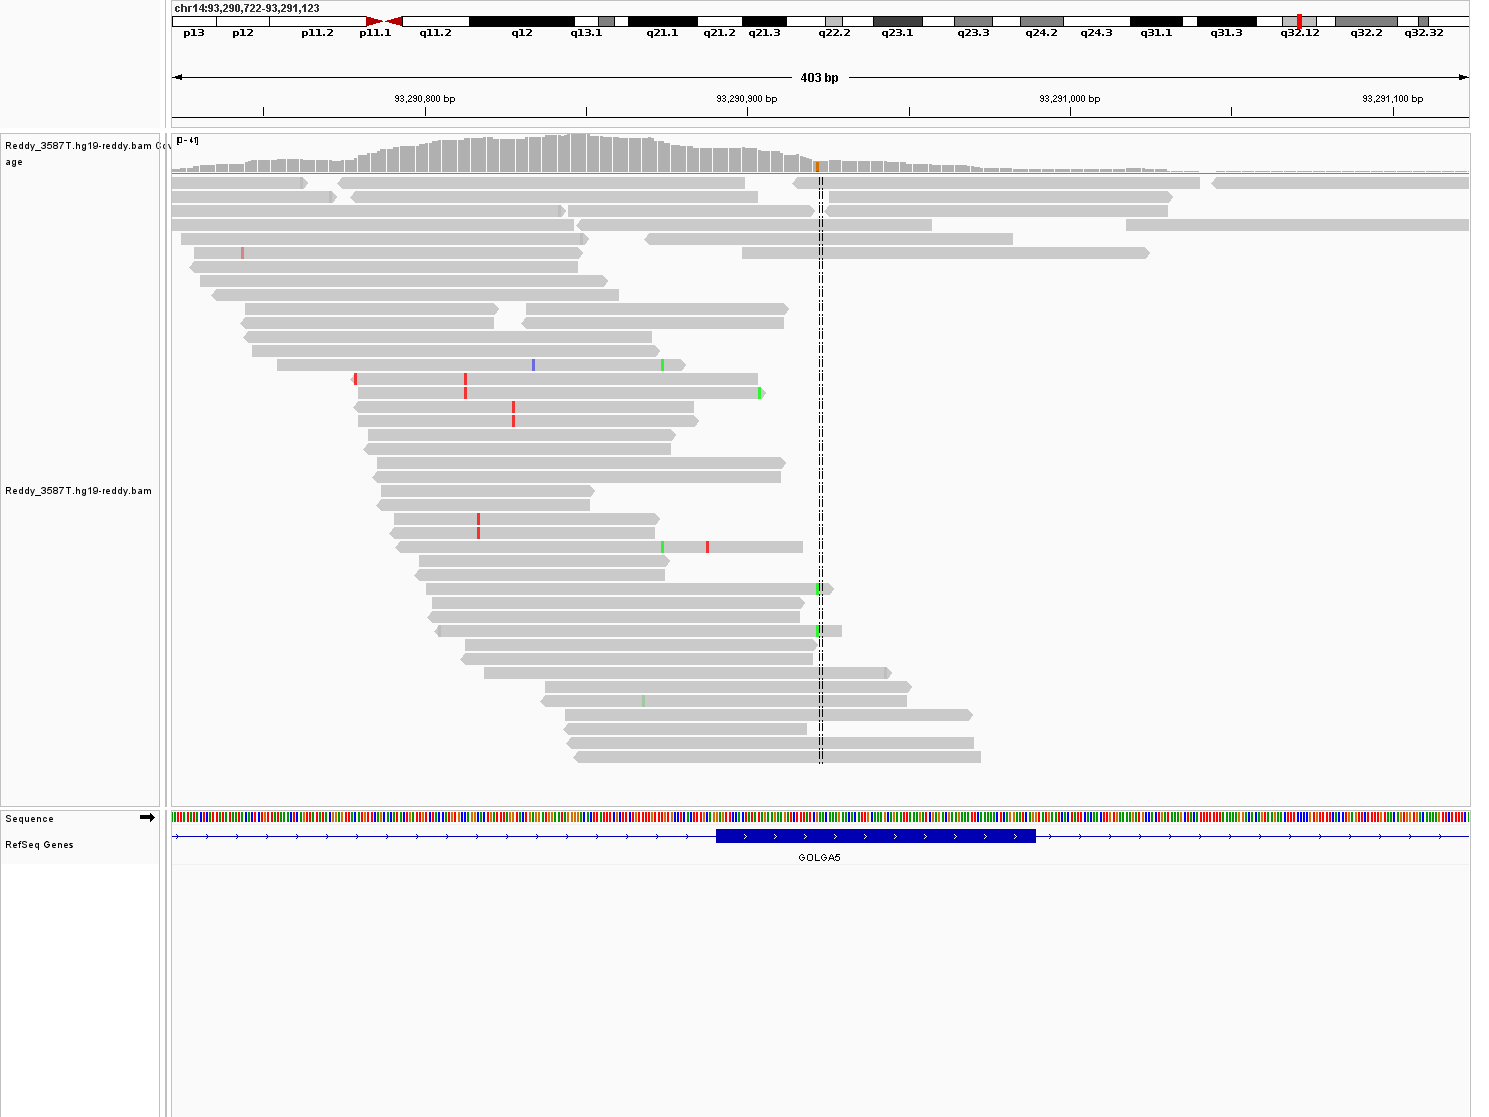 chr14:93,290,722-93,291,123
p13 p12 p11.2 p11.1 q11.2 q12 q13.1 q21.1 q21.2 q21.3 q22.2 q23.1 q23.3 q24.2 q24.3 q31.1 q31.3 q32.12 q32.2 q32.32
403 bp
93,290,800 bp 93,290,900 bp 93,291,000 bp 93,291,100 bp
Reddy_3587T.hg19-reddy.bam Cov
age
[0 - 41]
Reddy_3587T.hg19-reddy.bam
Sequence
RefSeq Genes
GOLGA5